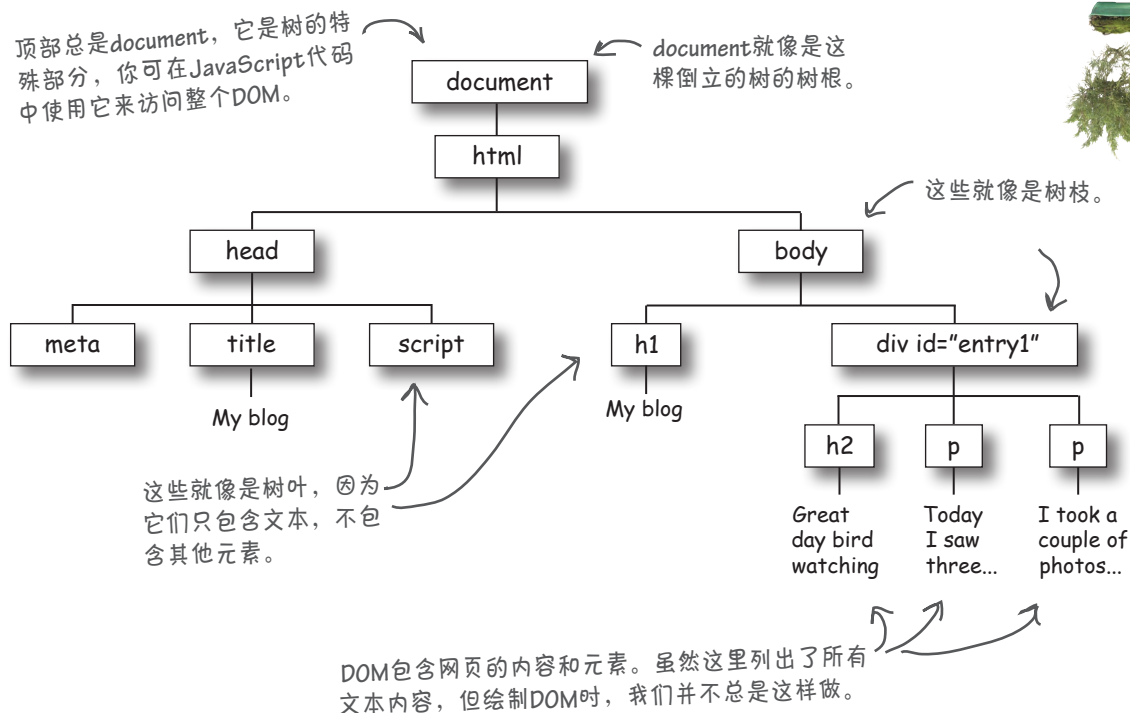 顶部总是document，它是树的特
殊部分，你可在JavaScript代码
中使用它来访问整个DOM。
document就像是这
棵倒立的树的树根。
document
html
这些就像是树枝。
head
body
meta
title
script
h1
div id="entry1"
My blog
My blog
h2
p
p
这些就像是树叶，因为
它们只包含文本，不包
含其他元素。
Great
day bird
watching
Today
I saw
three...
I took a
couple of
photos...
DOM包含网页的内容和元素。虽然这里列出了所有
文本内容，但绘制DOM时，我们并不总是这样做。